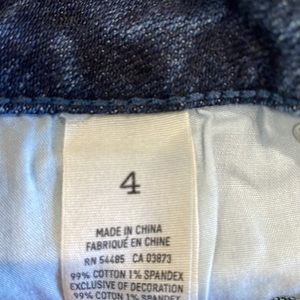 4
MADE IN CHINA
FABRIQUÉ EN CHINE
RN 54485 CA 03873
99% COTTON 1% SPANDEX
EXCLUSIVE OF DECORATION
99% COTON 1% SPANDEX